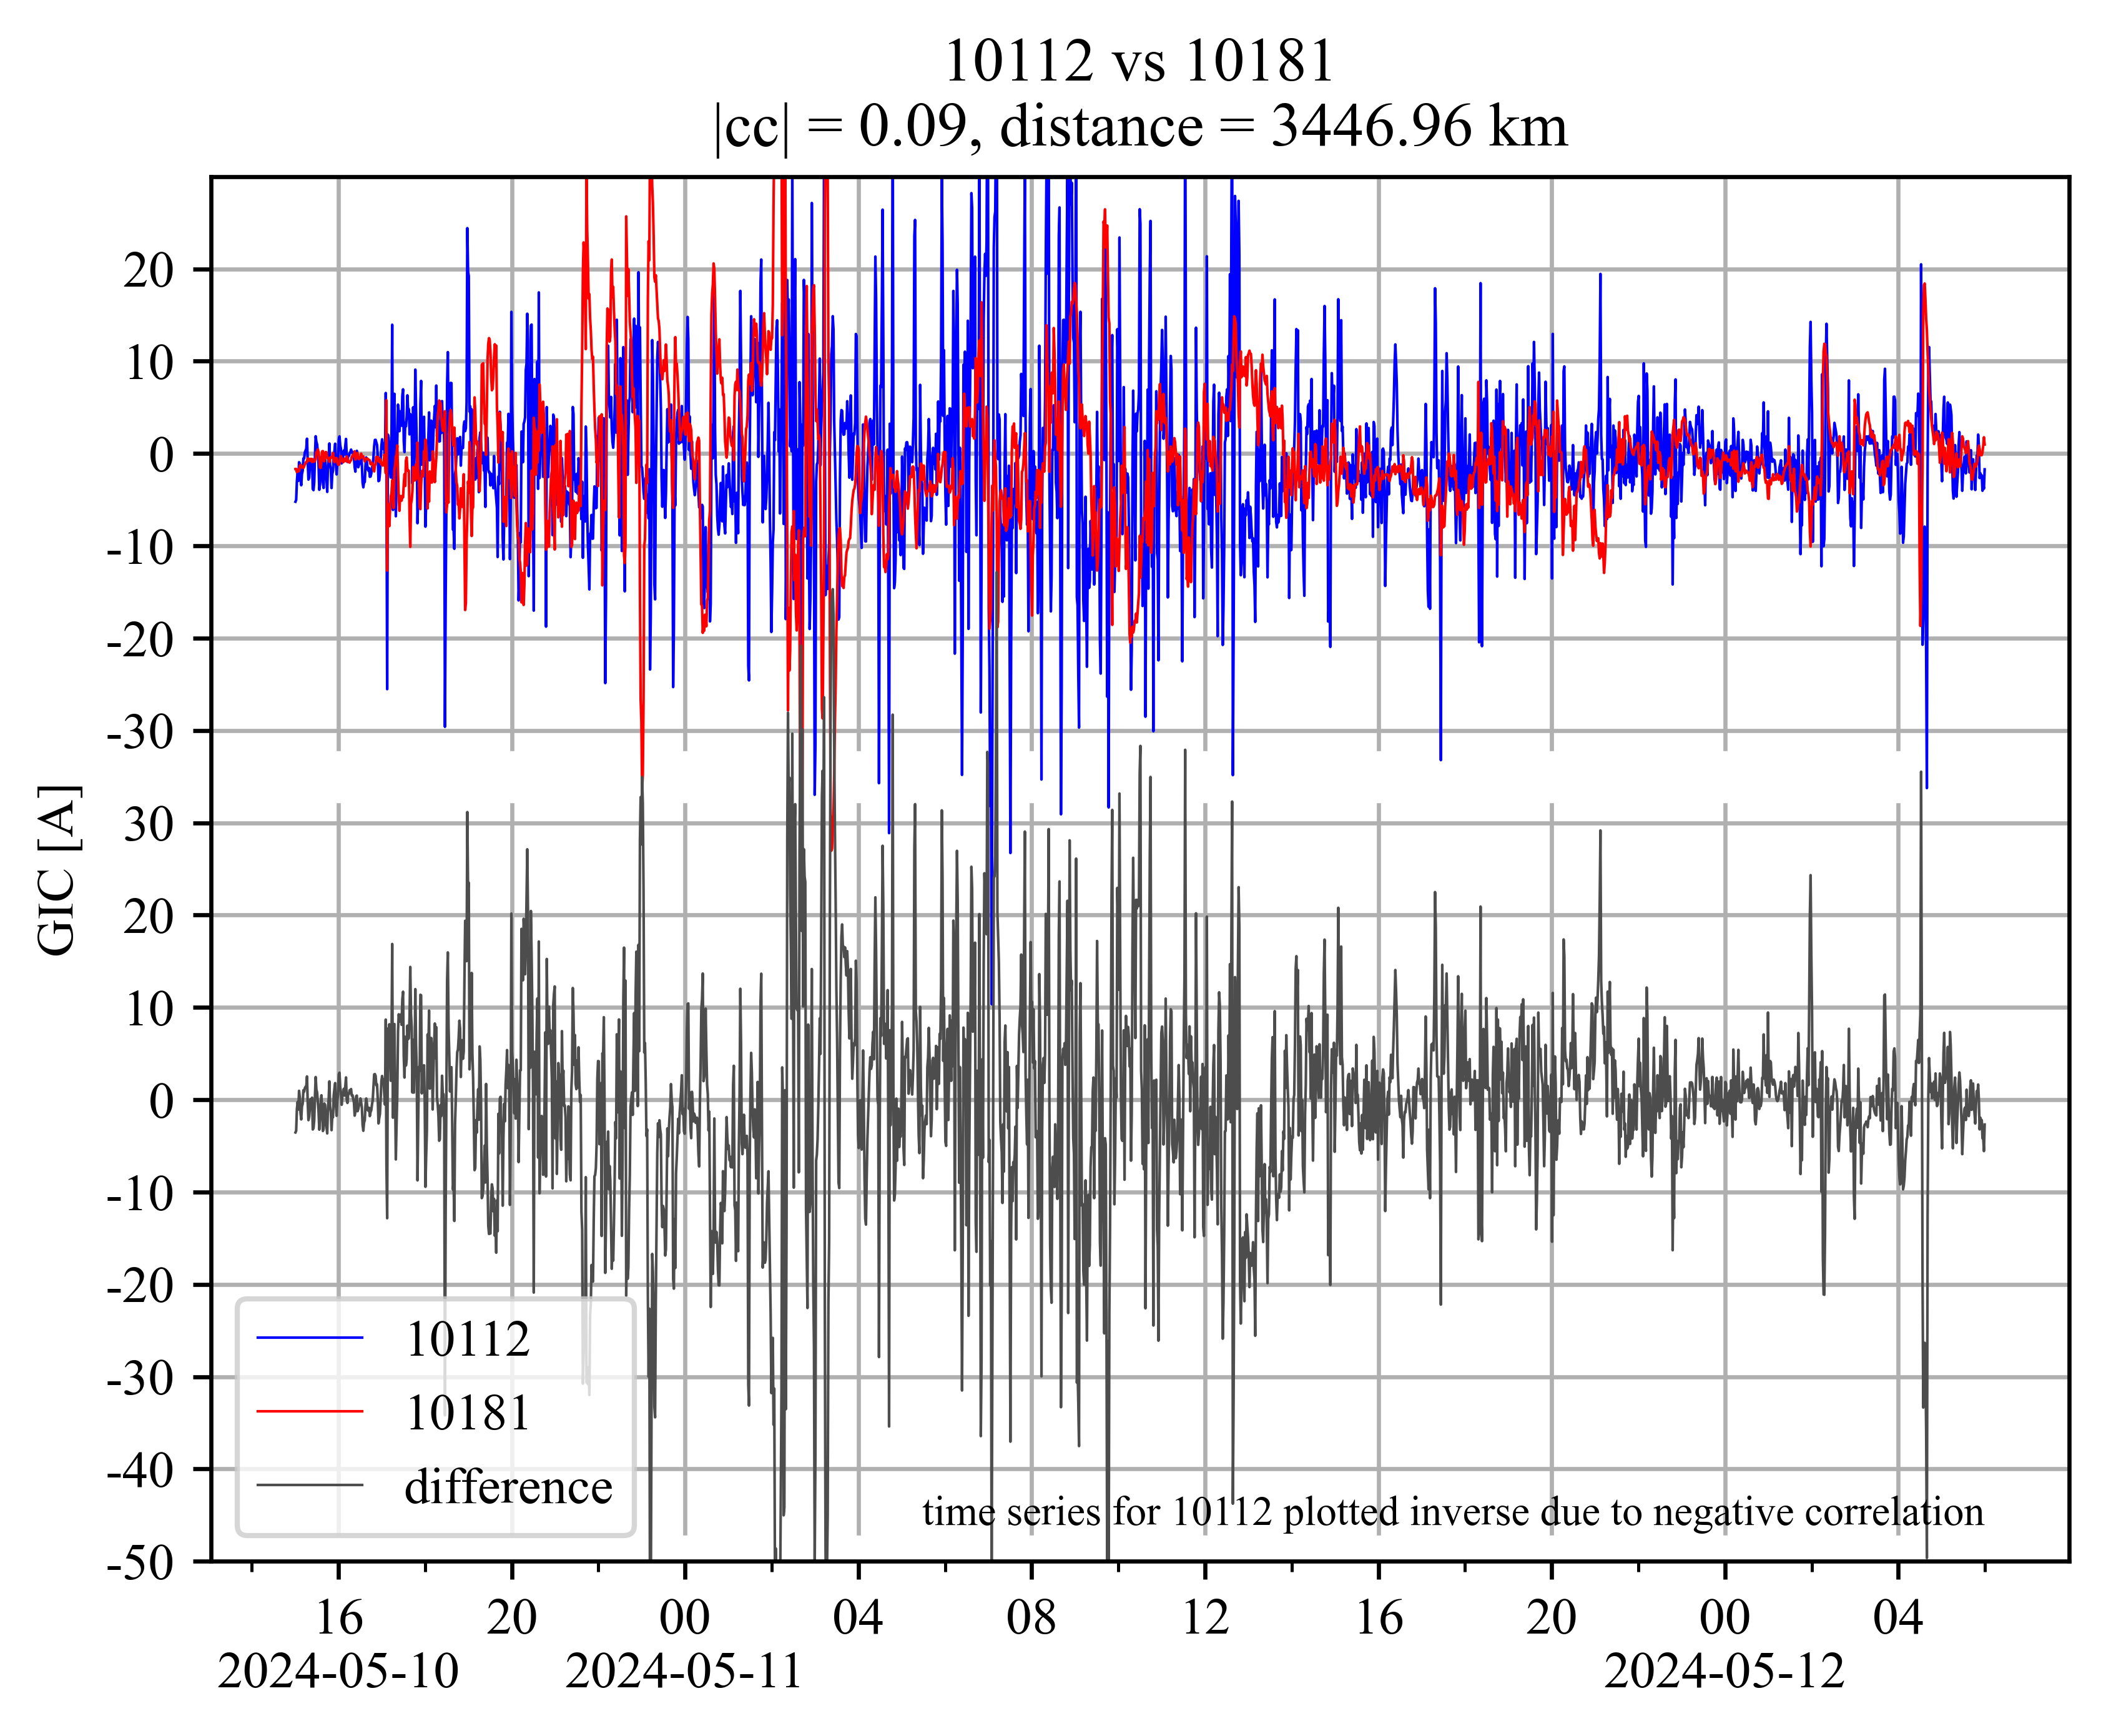 10112 vs 10181
|cc| = 0.09, distance = 3446.96 km
GIC [A]
20
10
0
-10
-20
-30
30
20
10
0
-10
-20
-30
-40
-50
10112
10181
difference
time series for 10112 plotted inverse due to negative correlation
16 20 00 04 08 12 16 20 00 04
2024-05-10 2024-05-11 2024-05-12